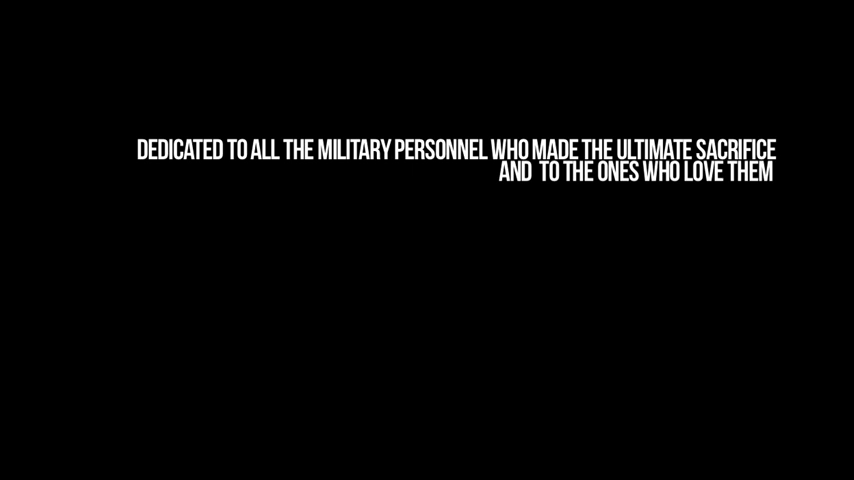 DEDICATED TO ALL THE MILITARY PERSONNEL WHO MADE THE ULTIMATE SACRIFICE
AND TO THE ONES WHO LOVE THEM